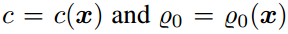 c = c(𝒙) and ϱ₀ = ϱ₀(𝒙)